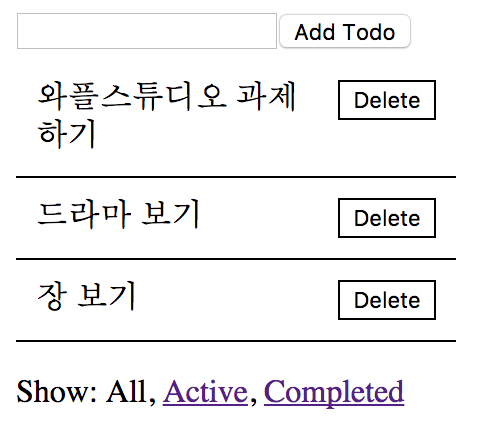 Add Todo
와플스튜디오 과제 Delete
하기
드라마 보기 Delete
장 보기 Delete
Show: All, Active, Completed